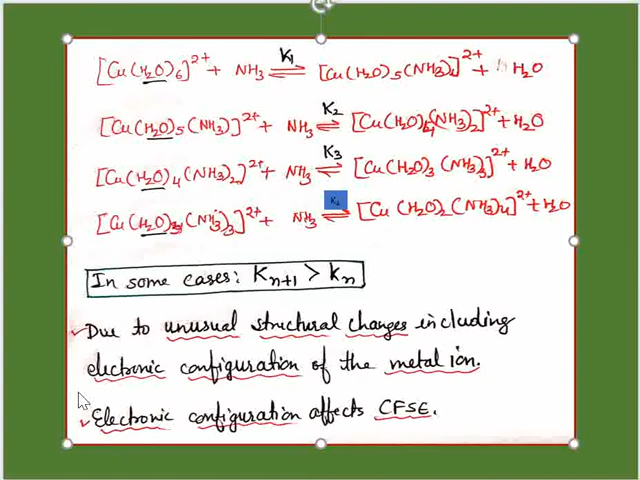 [Cu(H₂O)₆]²⁺ + NH₃ ⇌ [Cu(H₂O)₅(NH₃)]²⁺ + H₂O
K₁
[Cu(H₂O)₅(NH₃)]²⁺ + NH₃ ⇌ [Cu(H₂O)₄(NH₃)₂]²⁺ + H₂O
K₂
[Cu(H₂O)₄(NH₃)₂]²⁺ + NH₃ ⇌ [Cu(H₂O)₃(NH₃)₃]²⁺ + H₂O
K₃
[Cu(H₂O)₃(NH₃)₃]²⁺ + NH₃ ⇌ [Cu(H₂O)₂(NH₃)₄]²⁺ + H₂O
K₄
In some cases: Kₙ₊₁ > kₙ
Due to unusual structural changes including
electronic configuration of the metal ion.
Electronic configuration affects CFSE.